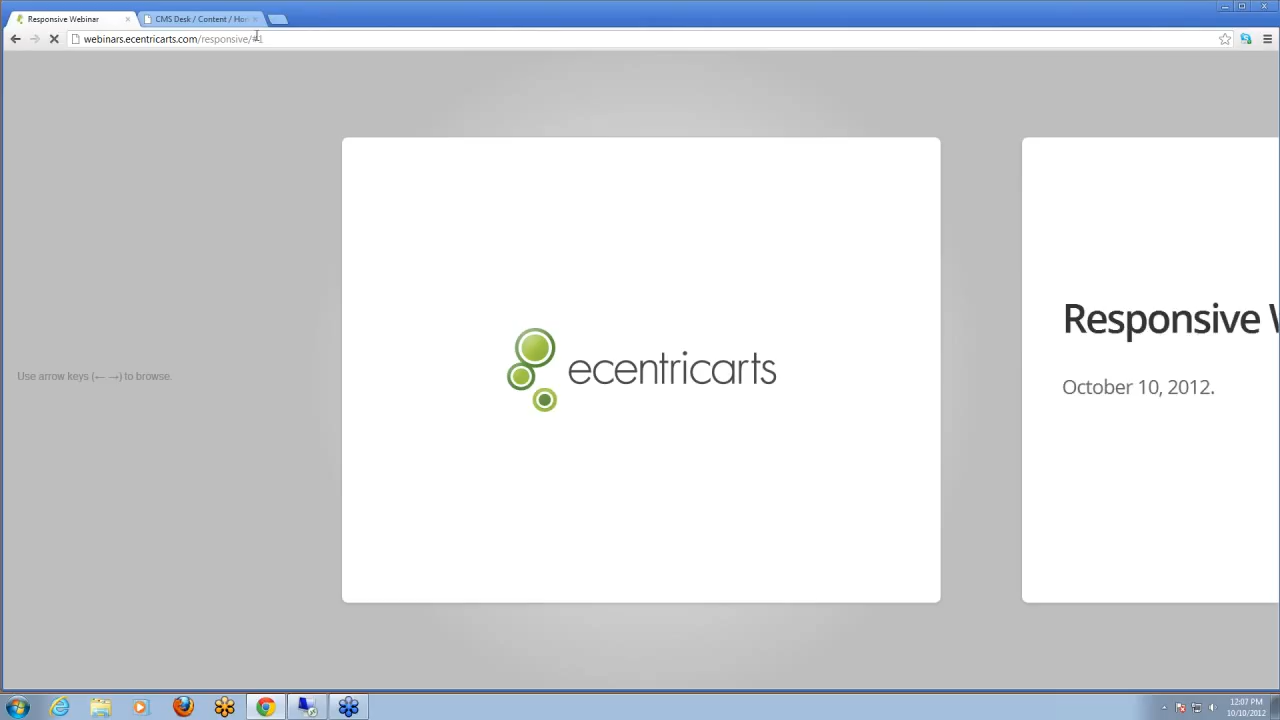 Responsive Webinar
CMS Desk / Content / Hom
webinars.ecentricarts.com/responsive/#1
Use arrow keys (← →) to browse.
ecentricarts
Responsive
October 10, 2012.
12:07 PM
10/10/2012